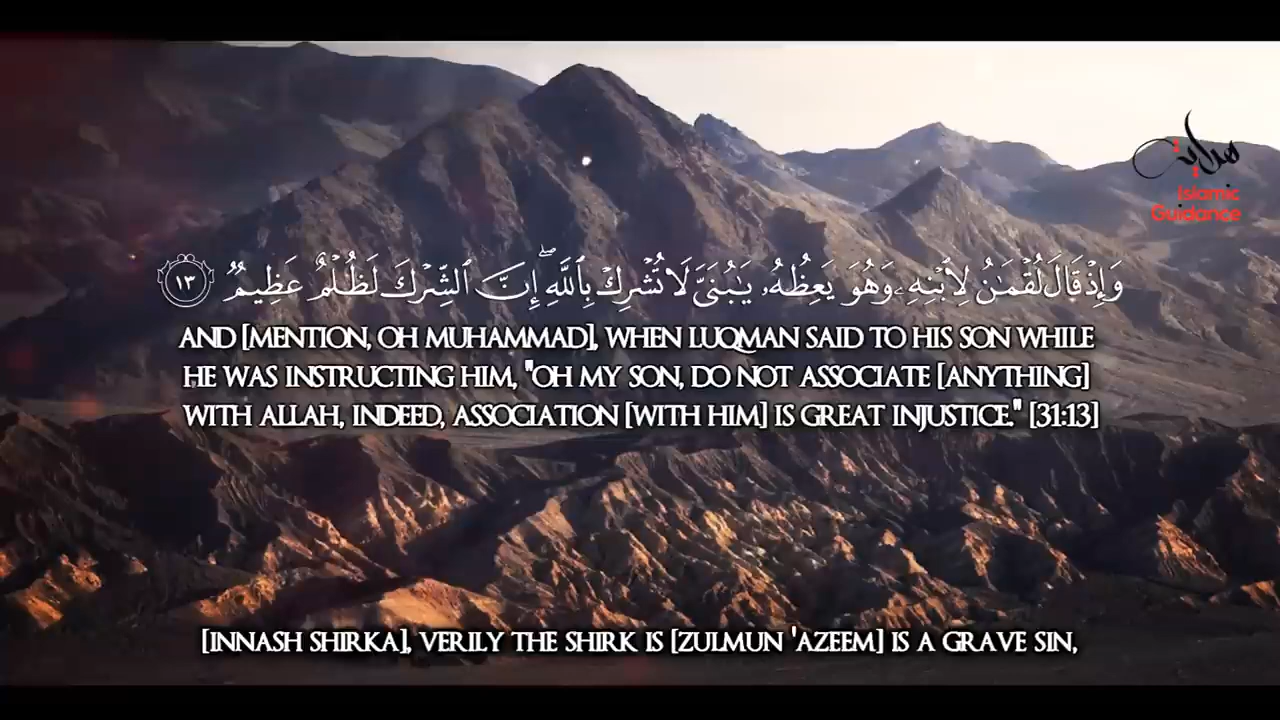 هداية
Islamic
Guidance
وَإِذْ قَالَ لُقْمَـٰنُ لِٱبْنِهِۦ وَهُوَ يَعِظُهُۥ يَـٰبُنَىَّ لَا تُشْرِكْ بِٱللَّهِ ۖ إِنَّ ٱلشِّرْكَ لَظُلْمٌ عَظِيمٌ ١٣
AND [MENTION, OH MUHAMMAD], WHEN LUQMAN SAID TO HIS SON WHILE
HE WAS INSTRUCTING HIM, "OH MY SON, DO NOT ASSOCIATE [ANYTHING]
WITH ALLAH, INDEED, ASSOCIATION [WITH HIM] IS GREAT INJUSTICE." [31:13]
[INNASH SHIRKA], VERILY THE SHIRK IS [ZULMUN 'AZEEM] IS A GRAVE SIN,